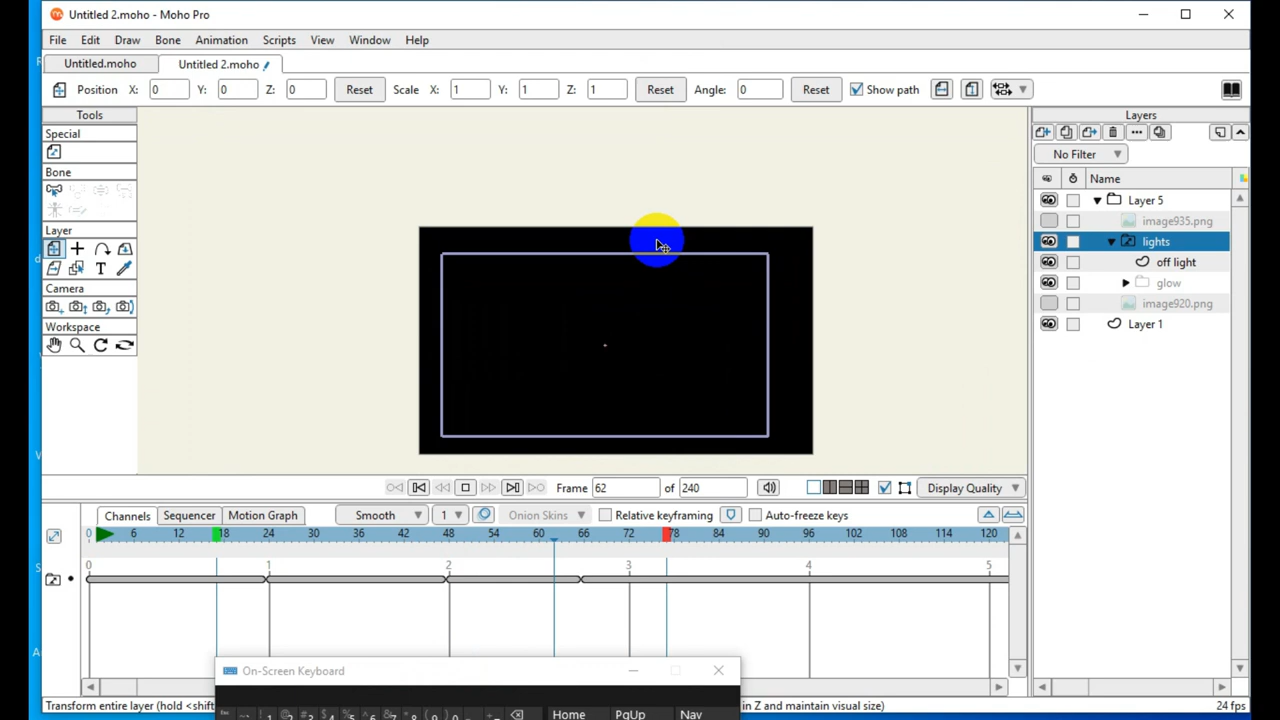 Untitled 2.moho - Moho Pro
File Edit Draw Bone Animation Scripts View Window Help
Untitled.moho Untitled 2.moho
Position X: 0 Y: 0 Z: 0 Reset Scale X: 1 Y: 1 Z: 1 Reset Angle: 0 Reset Show path
Tools
Special
Bone
Layer
Camera
Workspace
Layers
No Filter
Name
Layer 5
image935.png
lights
off light
glow
image920.png
Layer 1
Frame 62 of 240 Display Quality
Channels Sequencer Motion Graph Smooth 1 Onion Skins Relative keyframing Auto-freeze keys
0 6 12 18 24 30 36 42 48 54 60 66 72 78 84 90 96 102 108 114 120
0 1 2 3 4 5
On-Screen Keyboard
Home PgUp Nav
Transform entire layer (hold <shift in Z and maintain visual size) 24 fps